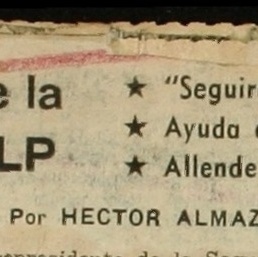 e la
LP
★ "Seguir
★ Ayuda
★ Allende
Por HECTOR ALMAZ